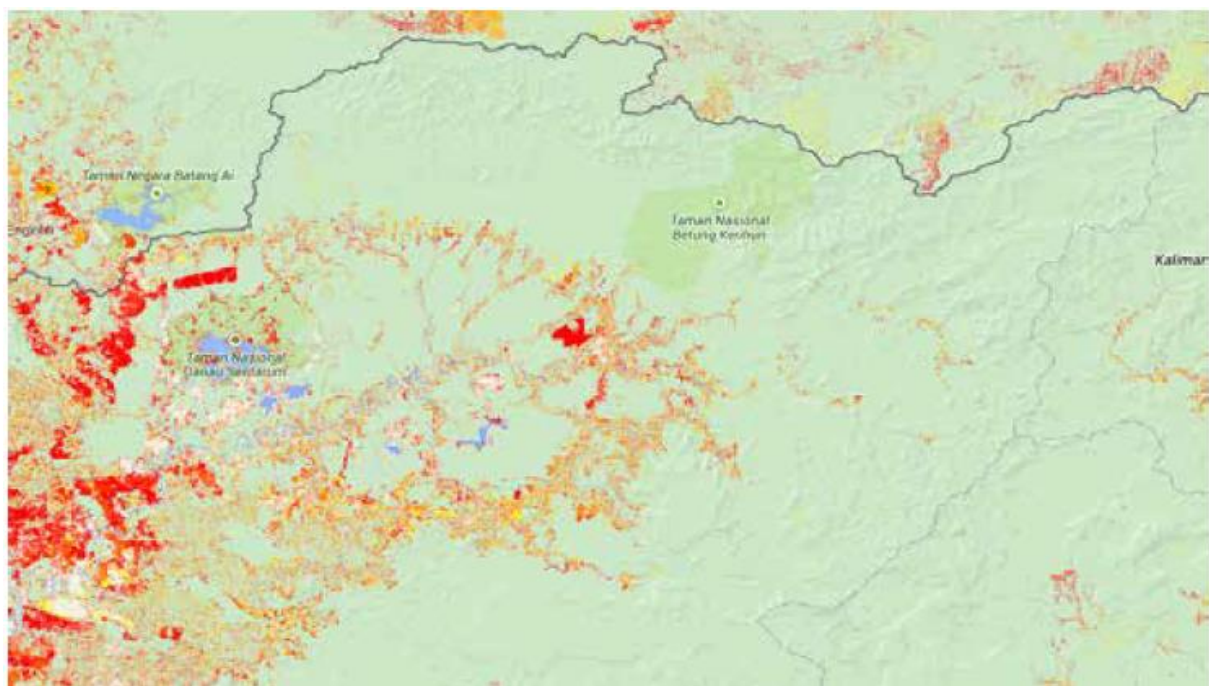 Taman Negara Batang Ai
Taman Nasional
Betung Kerihun
Kalimar
Taman Nasional
Danau Sentarum